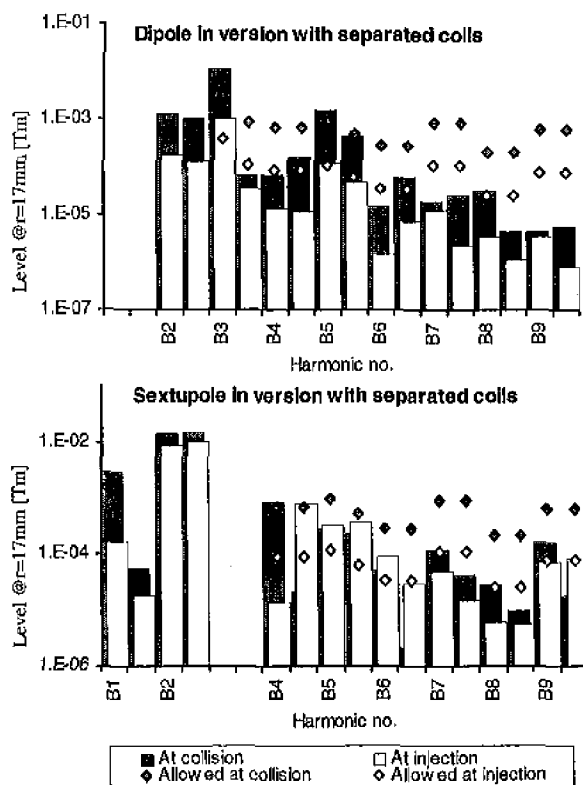 Dipole in version with separated coils
Level @r=17mm [Tm]
1.E-01
1.E-03
1.E-05
1.E-07
B2 B3 B4 B5 B6 B7 B8 B9
Harmonic no.
Sextupole in version with separated coils
Level @r=17mm [Tm]
1.E-02
1.E-04
1.E-06
B1 B2 B4 B5 B6 B7 B8 B9
Harmonic no.
At collision At injection
Allowed at collision Allowed at injection